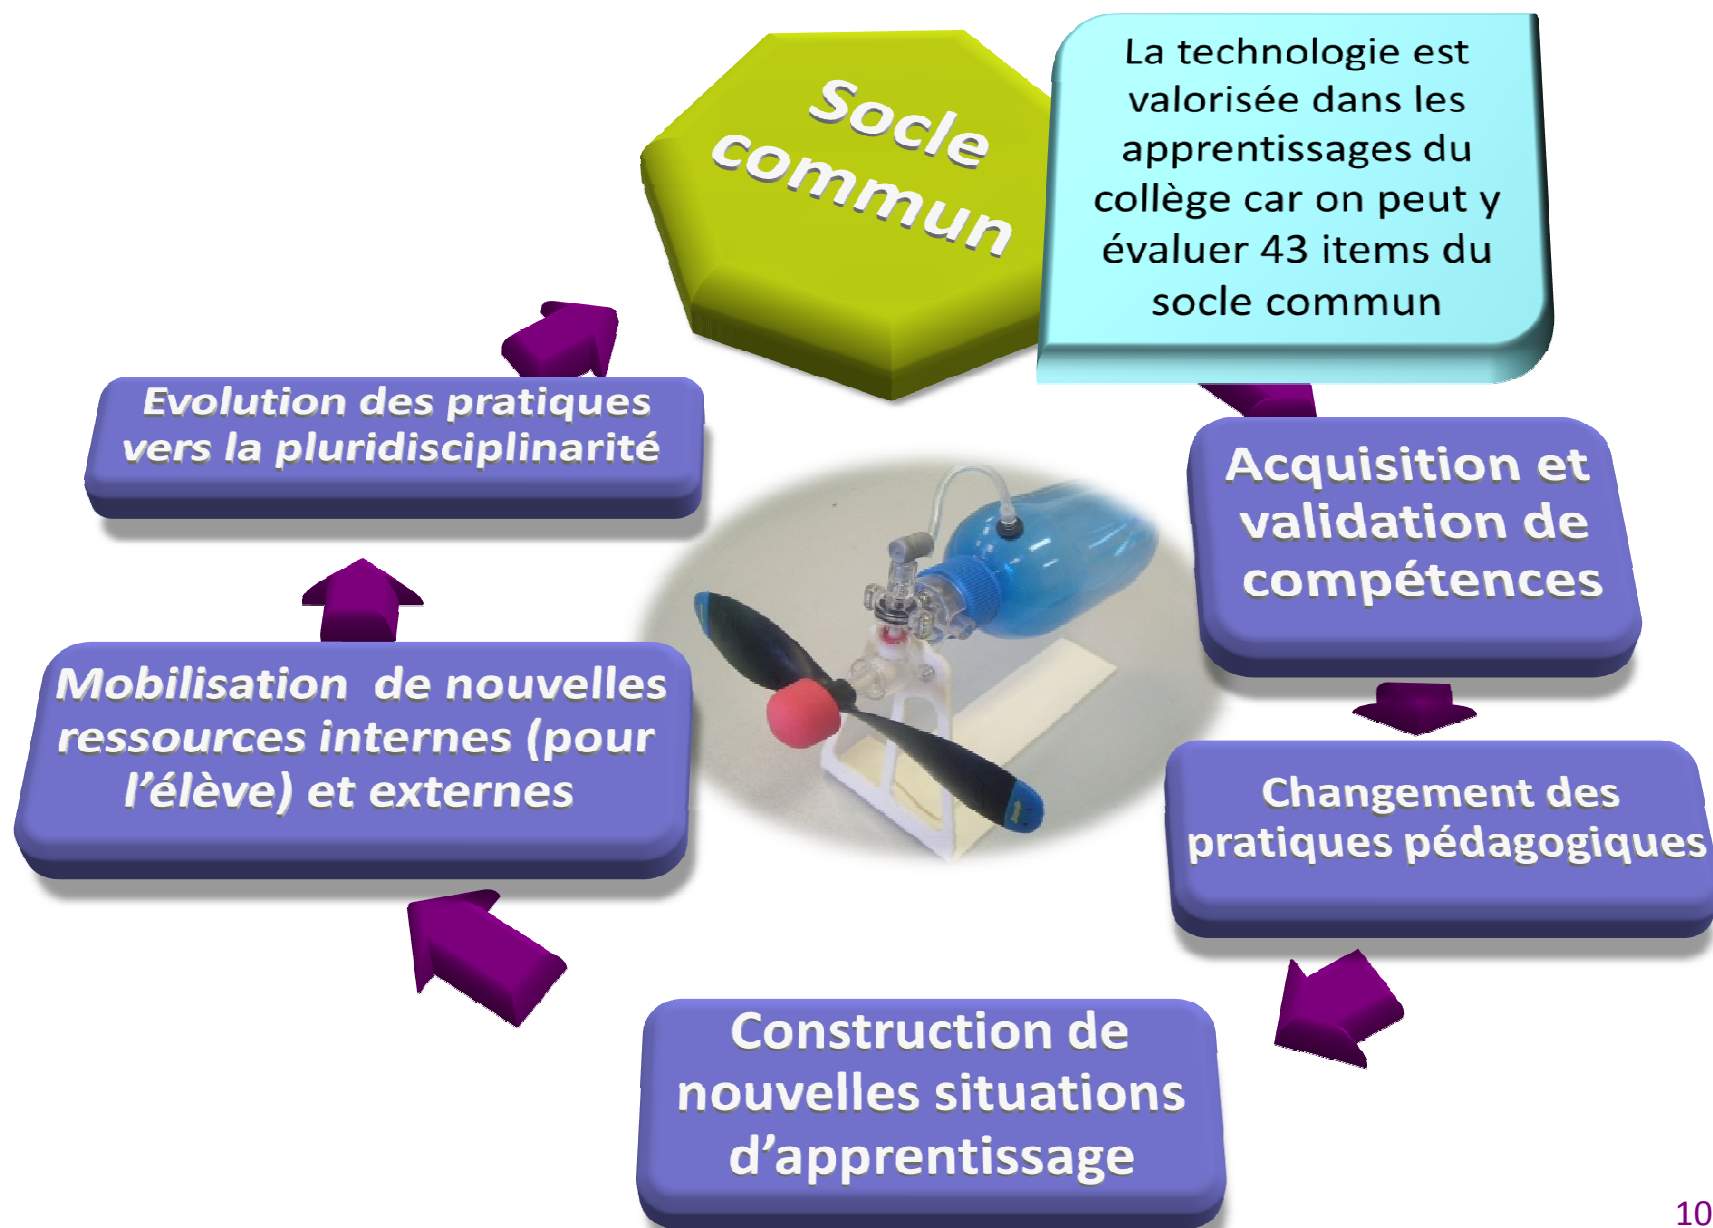 Socle
commun
La technologie est
valorisée dans les
apprentissages du
collège car on peut y
évaluer 43 items du
socle commun
Acquisition et
validation de
compétences
Changement des
pratiques pédagogiques
Construction de
nouvelles situations
d’apprentissage
Mobilisation de nouvelles
ressources internes (pour
l’élève) et externes
Evolution des pratiques
vers la pluridisciplinarité
10